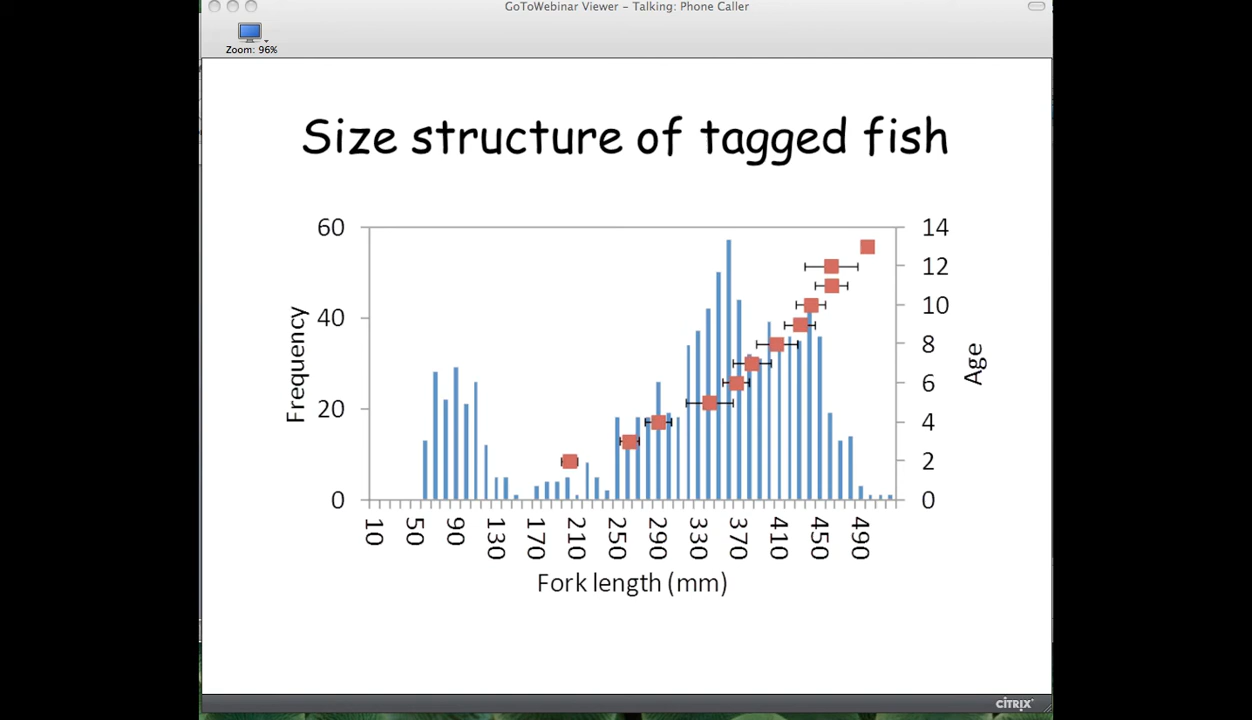 GoToWebinar Viewer – Talking: Phone Caller
Zoom: 96%
Size structure of tagged fish
60
40
20
0
Frequency
14
12
10
8
6
4
2
0
Age
10 50 90 130 170 210 250 290 330 370 410 450 490
Fork length (mm)
CITRIX